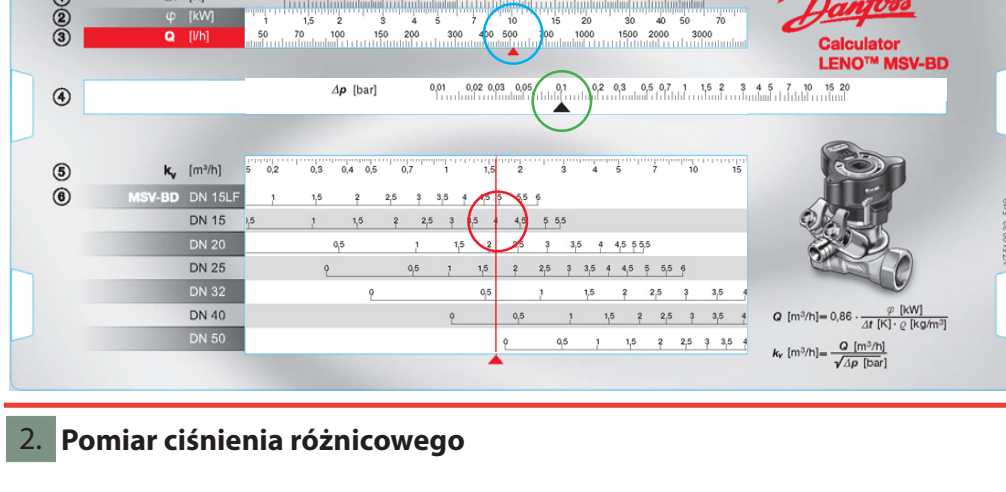 ② φ [kW] 1 1,5 2 3 4 5 7 10 15 20 30 40 50 70
③ Q [l/h] 50 70 100 150 200 300 400 500 700 1000 1500 2000 3000
Danfoss
Calculator
LENO™ MSV-BD
④ Δp [bar] 0,01 0,02 0,03 0,05 0,1 0,2 0,3 0,5 0,7 1 1,5 2 3 4 5 7 10 15 20
⑤ kv [m³/h] 5 0,2 0,3 0,4 0,5 0,7 1 1,5 2 3 4 5 7 10 15
⑥ MSV-BD DN 15LF 1 1,5 2 2,5 3 3,5 4 4,5 5 5,5 6
DN 15 0,5 1 1,5 2 2,5 3 3,5 4 4,5 5 5,5
DN 20 0,5 1 1,5 2 2,5 3 3,5 4 4,5 5 5,5
DN 25 0 0,5 1 1,5 2 2,5 3 3,5 4 4,5 5 5,5 6
DN 32 0 0,5 1 1,5 2 2,5 3 3,5 4
DN 40 0 0,5 1 1,5 2 2,5 3 3,5 4
DN 50 0 0,5 1 1,5 2 2,5 3 3,5 4
Q [m³/h]= 0,86 · φ [kW] / Δt [K] · ϱ [kg/m³]
kv [m³/h]= Q [m³/h] / √Δp [bar]
2. Pomiar ciśnienia różnicowego